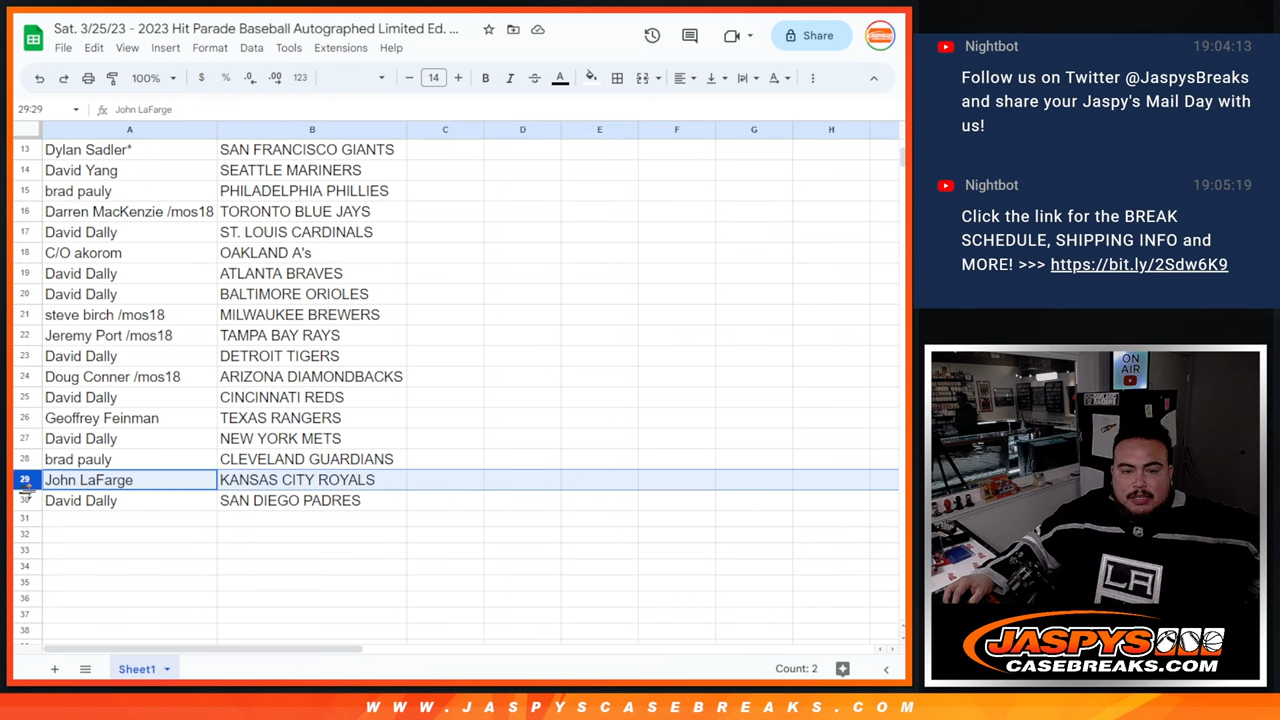 Sat. 3/25/23 - 2023 Hit Parade Baseball Autographed Limited Ed. ...
File Edit View Insert Format Data Tools Extensions Help
Share
100% $ % .0 .00 123 14 B I A
29:29 fx John LaFarge
A B C D E F G H
13 Dylan Sadler* SAN FRANCISCO GIANTS
14 David Yang SEATTLE MARINERS
15 brad pauly PHILADELPHIA PHILLIES
16 Darren MacKenzie /mos18 TORONTO BLUE JAYS
17 David Dally ST. LOUIS CARDINALS
18 C/O akorom OAKLAND A's
19 David Dally ATLANTA BRAVES
20 David Dally BALTIMORE ORIOLES
21 steve birch /mos18 MILWAUKEE BREWERS
22 Jeremy Port /mos18 TAMPA BAY RAYS
23 David Dally DETROIT TIGERS
24 Doug Conner /mos18 ARIZONA DIAMONDBACKS
25 David Dally CINCINNATI REDS
26 Geoffrey Feinman TEXAS RANGERS
27 David Dally NEW YORK METS
28 brad pauly CLEVELAND GUARDIANS
29 John LaFarge KANSAS CITY ROYALS
30 David Dally SAN DIEGO PADRES
31
32
33
34
35
36
37
38
Sheet1
Count: 2
Nightbot 19:04:13
Follow us on Twitter @JaspysBreaks
and share your Jaspy's Mail Day with
us!
Nightbot 19:05:19
Click the link for the BREAK
SCHEDULE, SHIPPING INFO and
MORE! >>> https://bit.ly/2Sdw6K9
ON
AIR
LA
JASPYS
CASEBREAKS.COM
WWW.JASPYSCASEBREAKS.COM